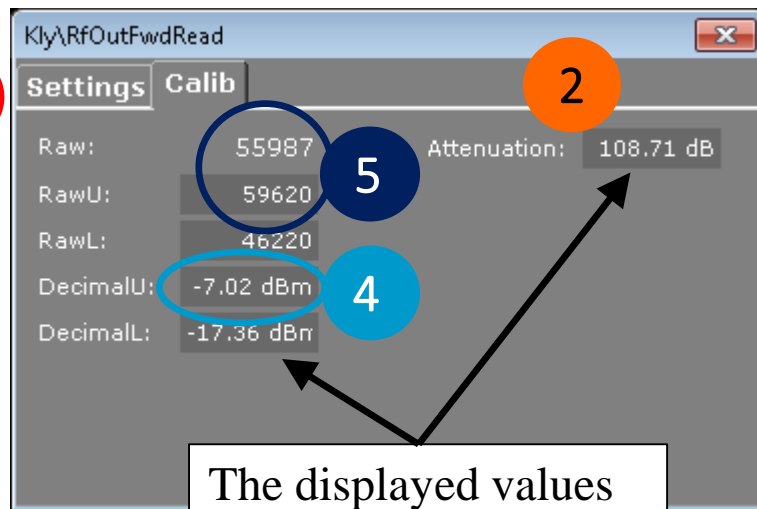 Kly\RfOutFwdRead
Settings Calib
2
Raw: 55987 Attenuation: 108.71 dB
5
RawU: 59620
RawL: 46220
DecimalU: -7.02 dBm
4
DecimalL: -17.36 dBm
The displayed values